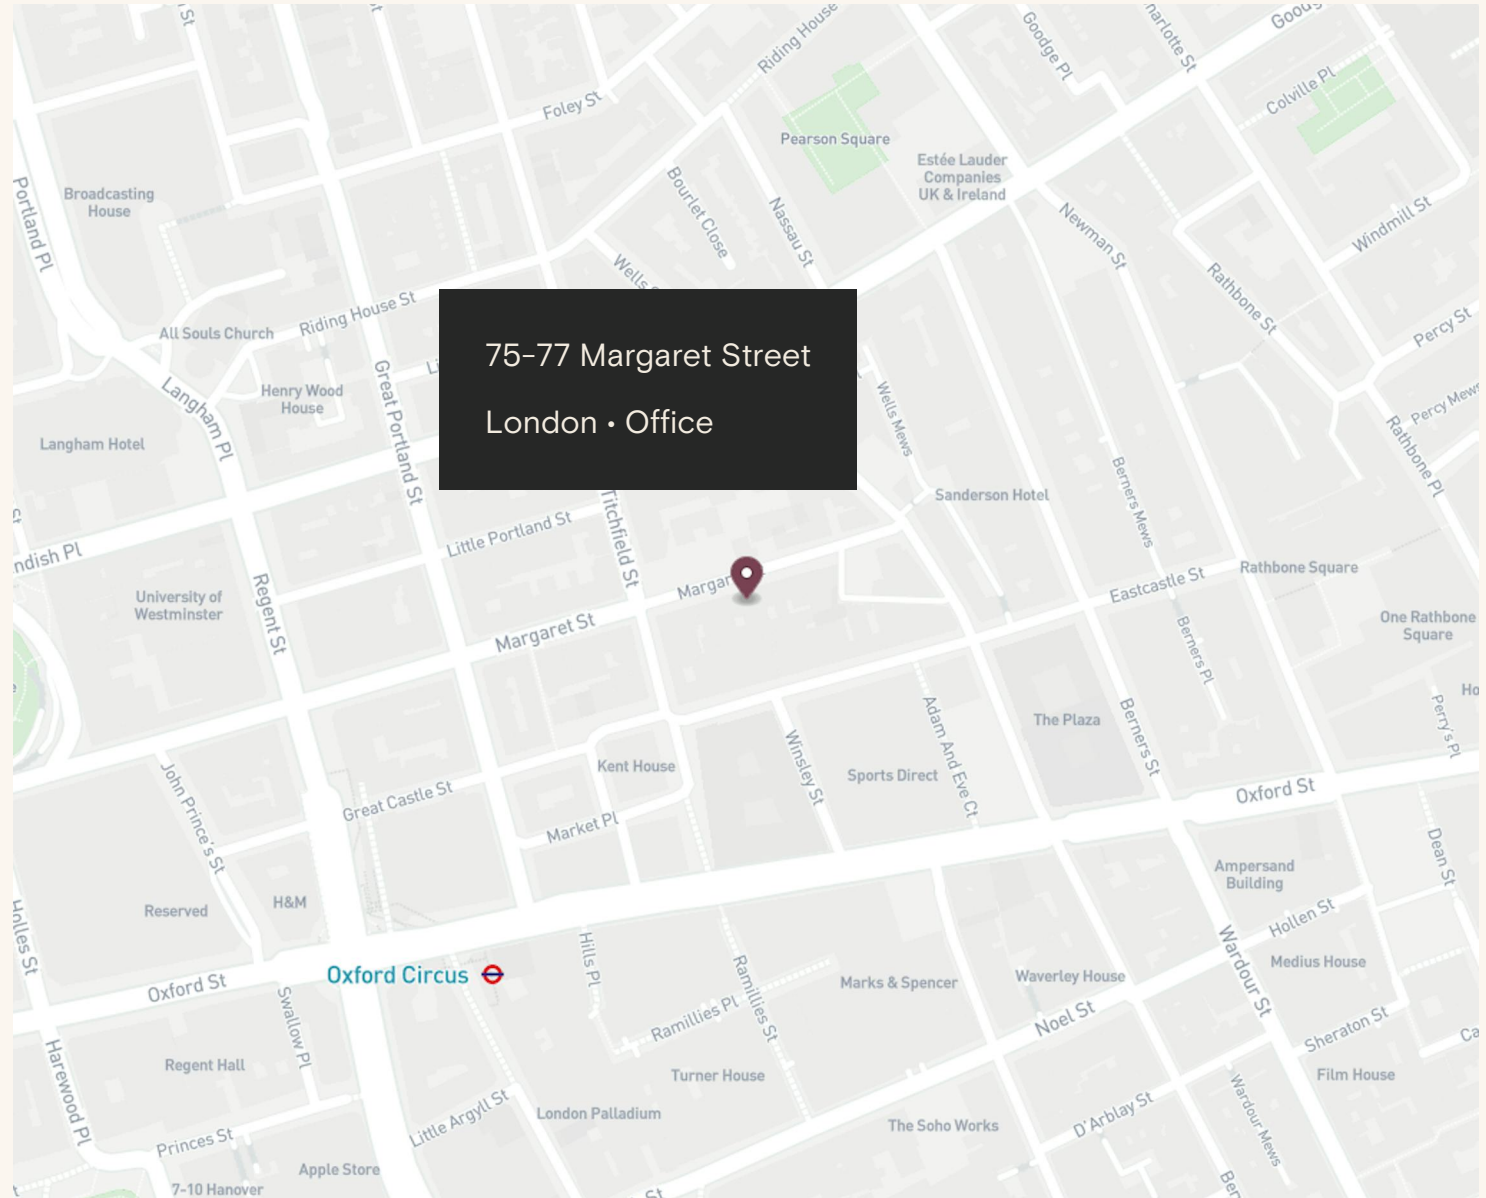 Riding House
Goodge Pl
Foley St
Colville Pl
Pearson Square
Estée Lauder
Companies
UK & Ireland
Broadcasting
House
Portland Pl
Bourlet Close
Nassau St
Newman St
Windmill St
Rathbone St
Percy St
Riding House St
All Souls Church
Henry Wood
House
Great Portland St
Langham Pl
Langham Hotel
75-77 Margaret Street
London • Office
Wells Mews
Percy Mews
Rathbone Pl
Berners Mews
Sanderson Hotel
Little Portland St
Titchfield St
University of
Westminster
Regent St
Margaret St
Eastcastle St
Rathbone Square
One Rathbone
Square
Berners Pl
Perry's Pl
Berners St
The Plaza
Adam And Eve Ct
Winsley St
Kent House
Sports Direct
Great Castle St
Market Pl
John Prince's St
Oxford St
Ampersand
Building
Dean St
Reserved
H&M
Holles St
Hollen St
Medius House
Wardour St
Oxford Circus
Oxford St
Hills Pl
Ramillies St
Ramillies Pl
Marks & Spencer
Waverley House
Noel St
Sheraton St
Swallow Pl
Harewood Pl
Regent Hall
Turner House
Film House
Little Argyll St
London Palladium
The Soho Works
D'Arblay St
Wardour Mews
Princes St
Apple Store
7-10 Hanover